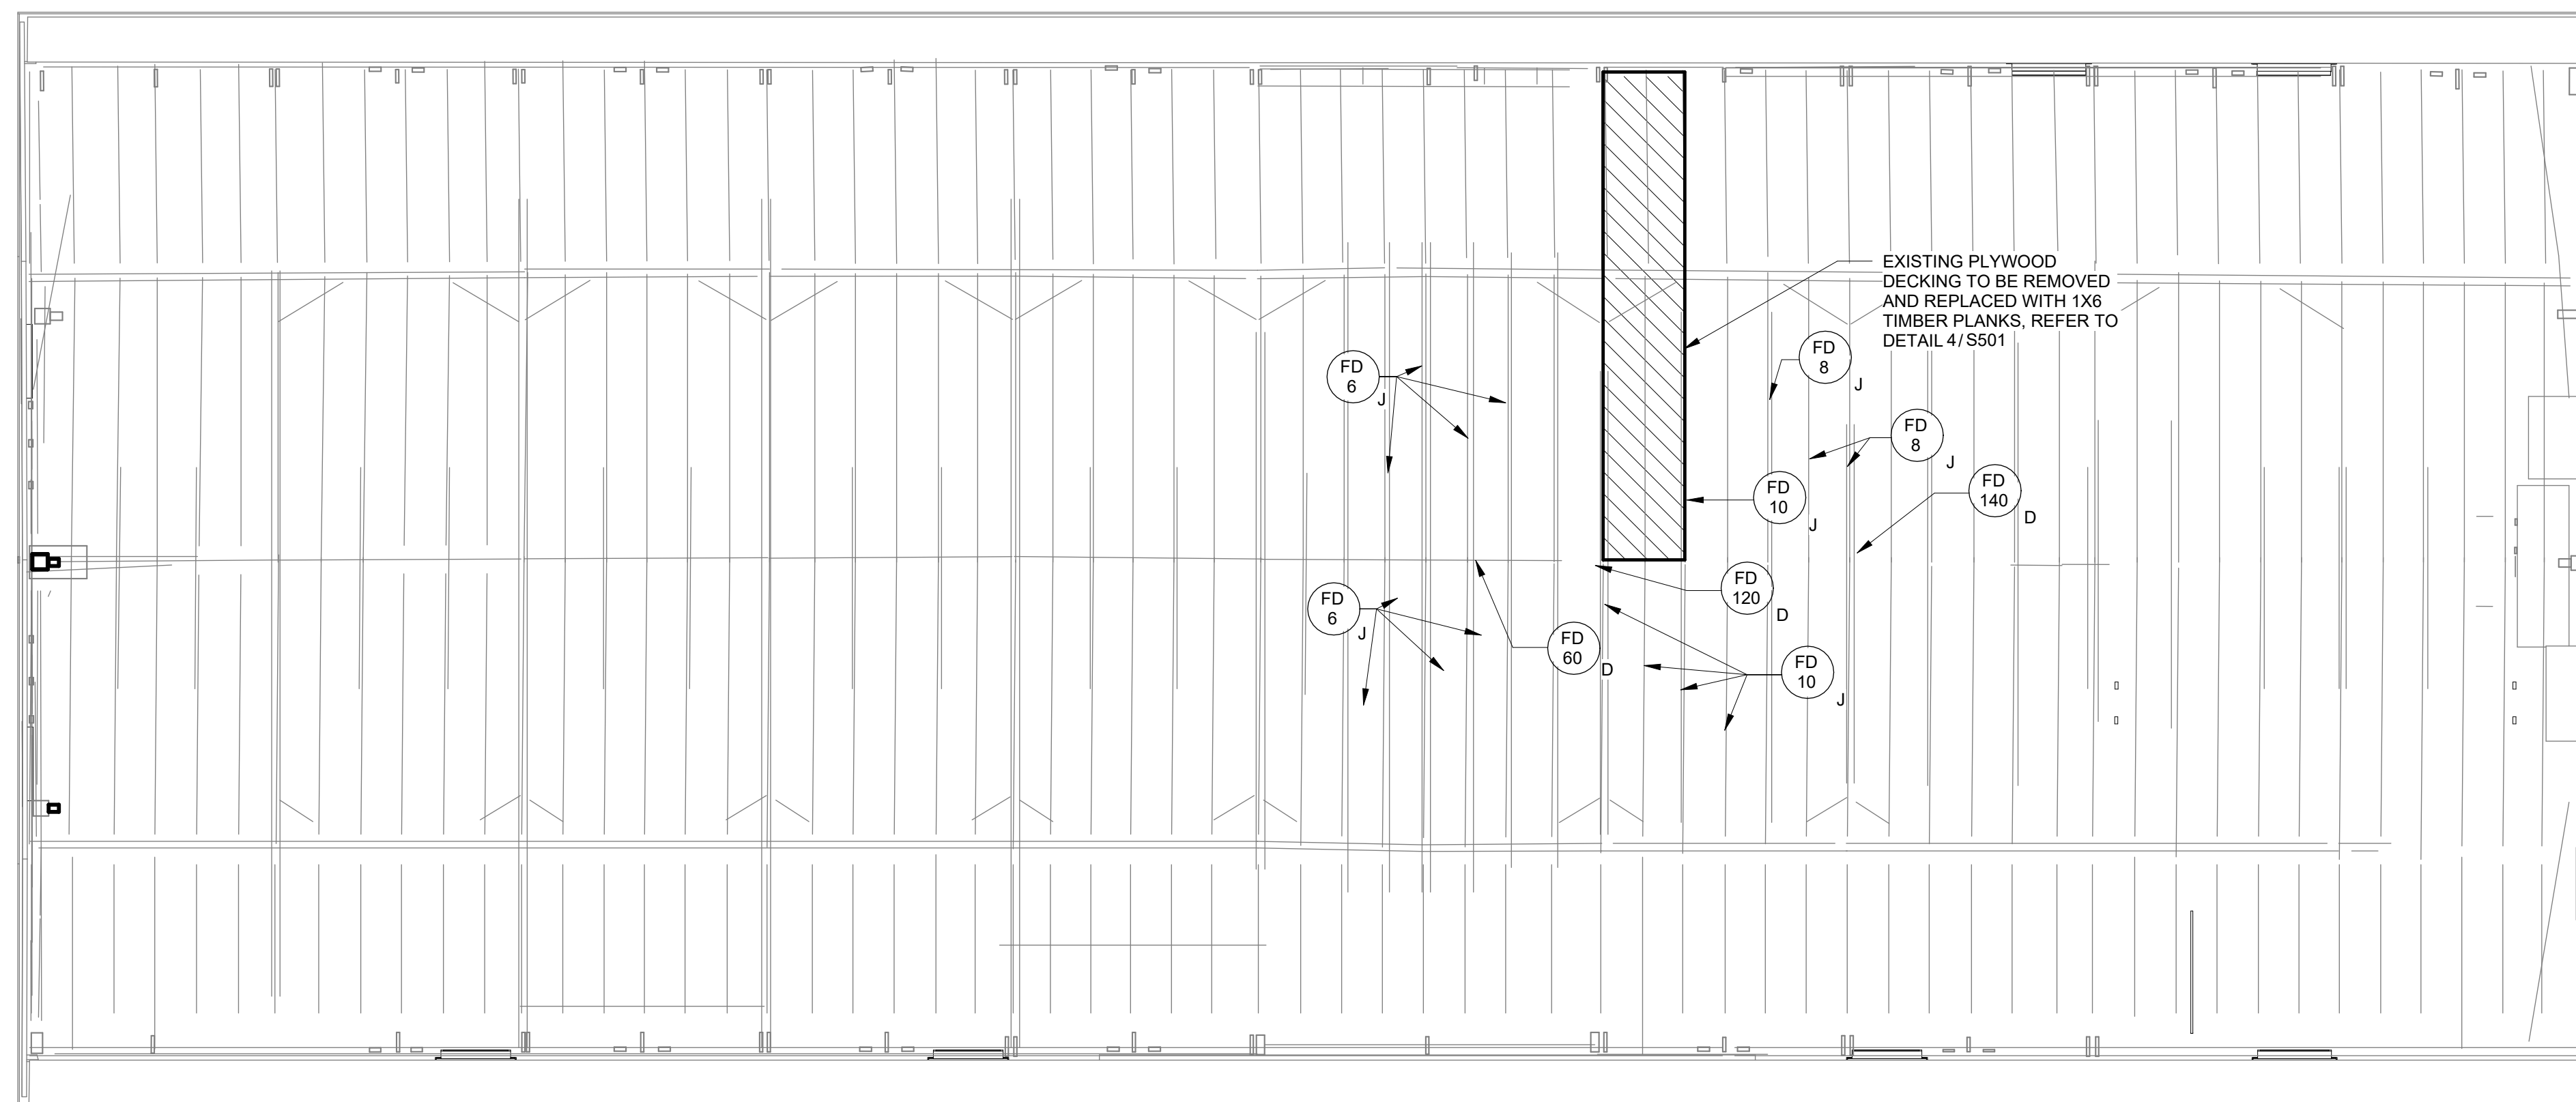 EXISTING PLYWOOD
DECKING TO BE REMOVED
AND REPLACED WITH 1X6
TIMBER PLANKS, REFER TO
DETAIL 4/S501
FD
8
J
FD
6
J
FD
8
J
FD
140
D
FD
10
J
FD
120
D
FD
6
J
FD
60
D
FD
10
J